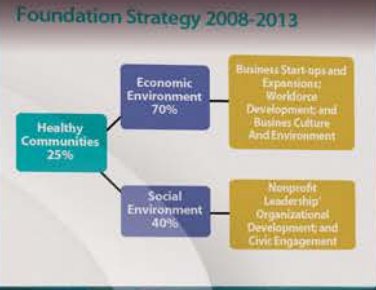 Foundation Strategy 2008-2013
Healthy
Communities
25%
Economic
Environment
70%
Business Start-ups and
Expansions;
Workforce
Development; and
Busines Culture
And Environment
Social
Environment
40%
Nonprofit
Leadership'
Organizational
Development; and
Civic Engagement